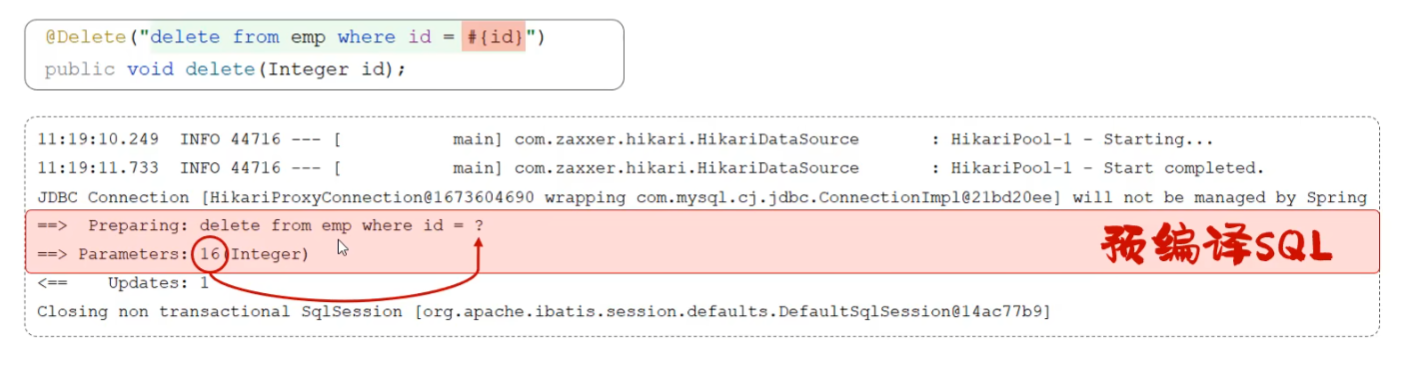 @Delete("delete from emp where id = #{id}")
public void delete(Integer id);
11:19:10.249  INFO 44716 --- [           main] com.zaxxer.hikari.HikariDataSource       : HikariPool-1 - Starting...
11:19:11.733  INFO 44716 --- [           main] com.zaxxer.hikari.HikariDataSource       : HikariPool-1 - Start completed.
JDBC Connection [HikariProxyConnection@1673604690 wrapping com.mysql.cj.jdbc.ConnectionImpl@21bd20ee] will not be managed by Spring
==>  Preparing: delete from emp where id = ?
==> Parameters: 16(Integer)
预编译SQL
<==    Updates: 1
Closing non transactional SqlSession [org.apache.ibatis.session.defaults.DefaultSqlSession@14ac77b9]